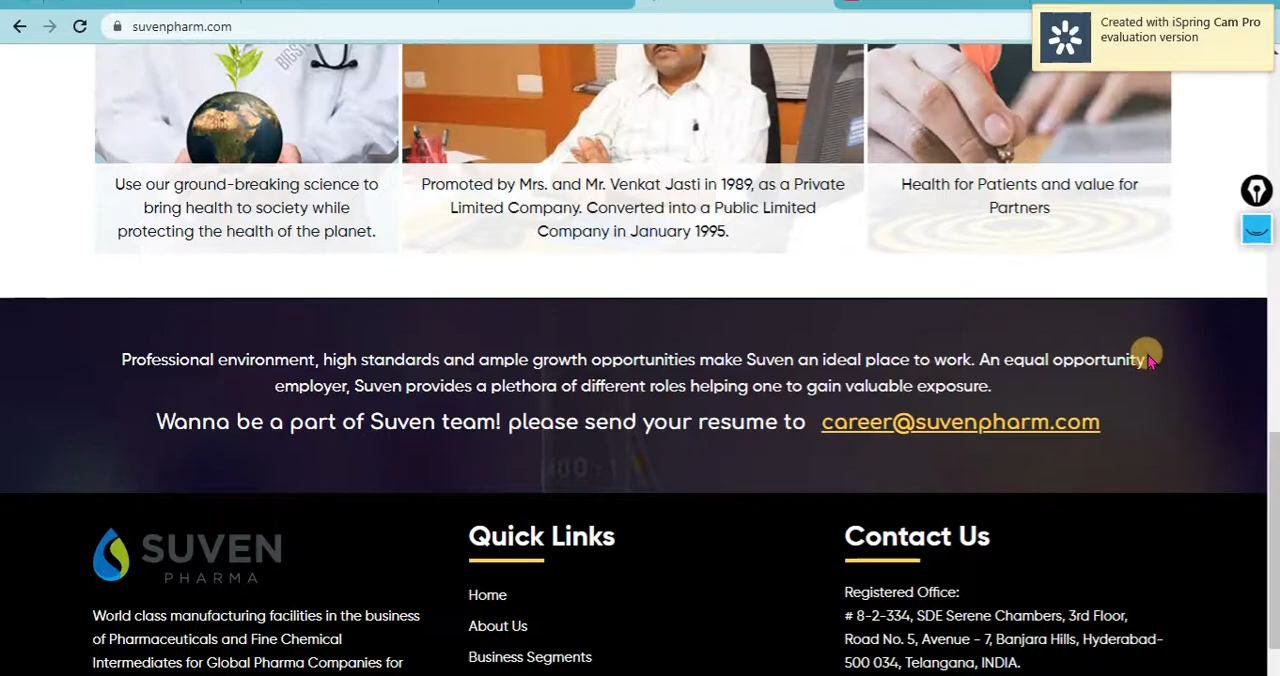 suvenpharm.com
Created with iSpring Cam Pro
evaluation version
Use our ground-breaking science to
bring health to society while
protecting the health of the planet.
Promoted by Mrs. and Mr. Venkat Jasti in 1989, as a Private
Limited Company. Converted into a Public Limited
Company in January 1995.
Health for Patients and value for
Partners
Professional environment, high standards and ample growth opportunities make Suven an ideal place to work. An equal opportunity
employer, Suven provides a plethora of different roles helping one to gain valuable exposure.
Wanna be a part of Suven team! please send your resume to career@suvenpharm.com
SUVEN
PHARMA
World class manufacturing facilities in the business
of Pharmaceuticals and Fine Chemical
Intermediates for Global Pharma Companies for
Quick Links
Home
About Us
Business Segments
Contact Us
Registered Office:
# 8-2-334, SDE Serene Chambers, 3rd Floor,
Road No. 5, Avenue - 7, Banjara Hills, Hyderabad-
500 034, Telangana, INDIA.